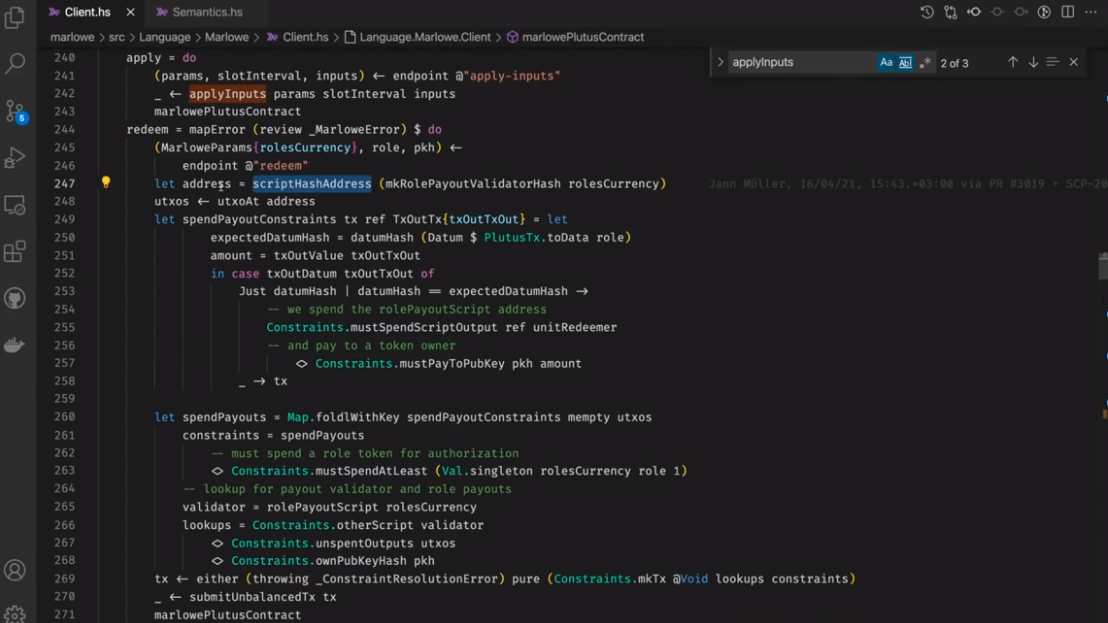 Client.hs
Semantics.hs
marlowe > src > Language > Marlowe > Client.hs > Language.Marlowe.Client > marlowePlutusContract
applyInputs
Aa
Ab
.*
2 of 3
5
240 apply = do
241 (params, slotInterval, inputs) ← endpoint @"apply-inputs"
242 _ ← applyInputs params slotInterval inputs
243 marlowePlutusContract
244 redeem = mapError (review _MarloweError) $ do
245 (MarloweParams{rolesCurrency}, role, pkh) ←
246 endpoint @"redeem"
247 let address = scriptHashAddress (mkRolePayoutValidatorHash rolesCurrency) Jann Müller, 16/04/21, 15:43.+03:00 via PR #3019 • SCP-20
248 utxos ← utxoAt address
249 let spendPayoutConstraints tx ref TxOutTx{txOutTxOut} = let
250 expectedDatumHash = datumHash (Datum $ PlutusTx.toData role)
251 amount = txOutValue txOutTxOut
252 in case txOutDatum txOutTxOut of
253 Just datumHash | datumHash == expectedDatumHash →
254 -- we spend the rolePayoutScript address
255 Constraints.mustSpendScriptOutput ref unitRedeemer
256 -- and pay to a token owner
257 <> Constraints.mustPayToPubKey pkh amount
258 _ → tx
259
260 let spendPayouts = Map.foldlWithKey spendPayoutConstraints mempty utxos
261 constraints = spendPayouts
262 -- must spend a role token for authorization
263 <> Constraints.mustSpendAtLeast (Val.singleton rolesCurrency role 1)
264 -- lookup for payout validator and role payouts
265 validator = rolePayoutScript rolesCurrency
266 lookups = Constraints.otherScript validator
267 <> Constraints.unspentOutputs utxos
268 <> Constraints.ownPubKeyHash pkh
269 tx ← either (throwing _ConstraintResolutionError) pure (Constraints.mkTx @Void lookups constraints)
270 _ ← submitUnbalancedTx tx
271 marlowePlutusContract